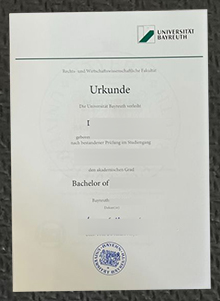 UNIVERSITÄT
BAYREUTH
Rechts- und Wirtschaftswissenschaftliche Fakultät
Urkunde
Die Universität Bayreuth verleiht
geboren
nach bestandener Prüfung im Studiengang
den akademischen Grad
Bachelor of
Bayreuth